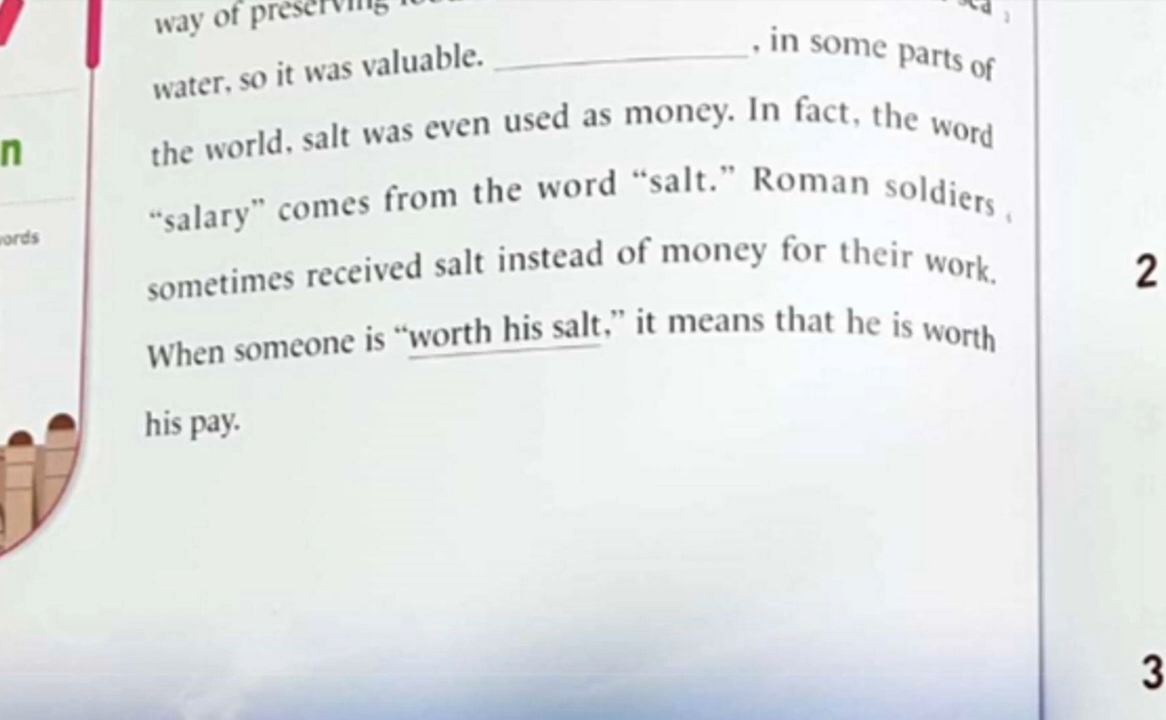 way of preserving
water, so it was valuable. ____________, in some parts of
the world, salt was even used as money. In fact, the word
“salary” comes from the word “salt.” Roman soldiers
sometimes received salt instead of money for their work.
When someone is “worth his salt,” it means that he is worth
his pay.
n
ords
2
3